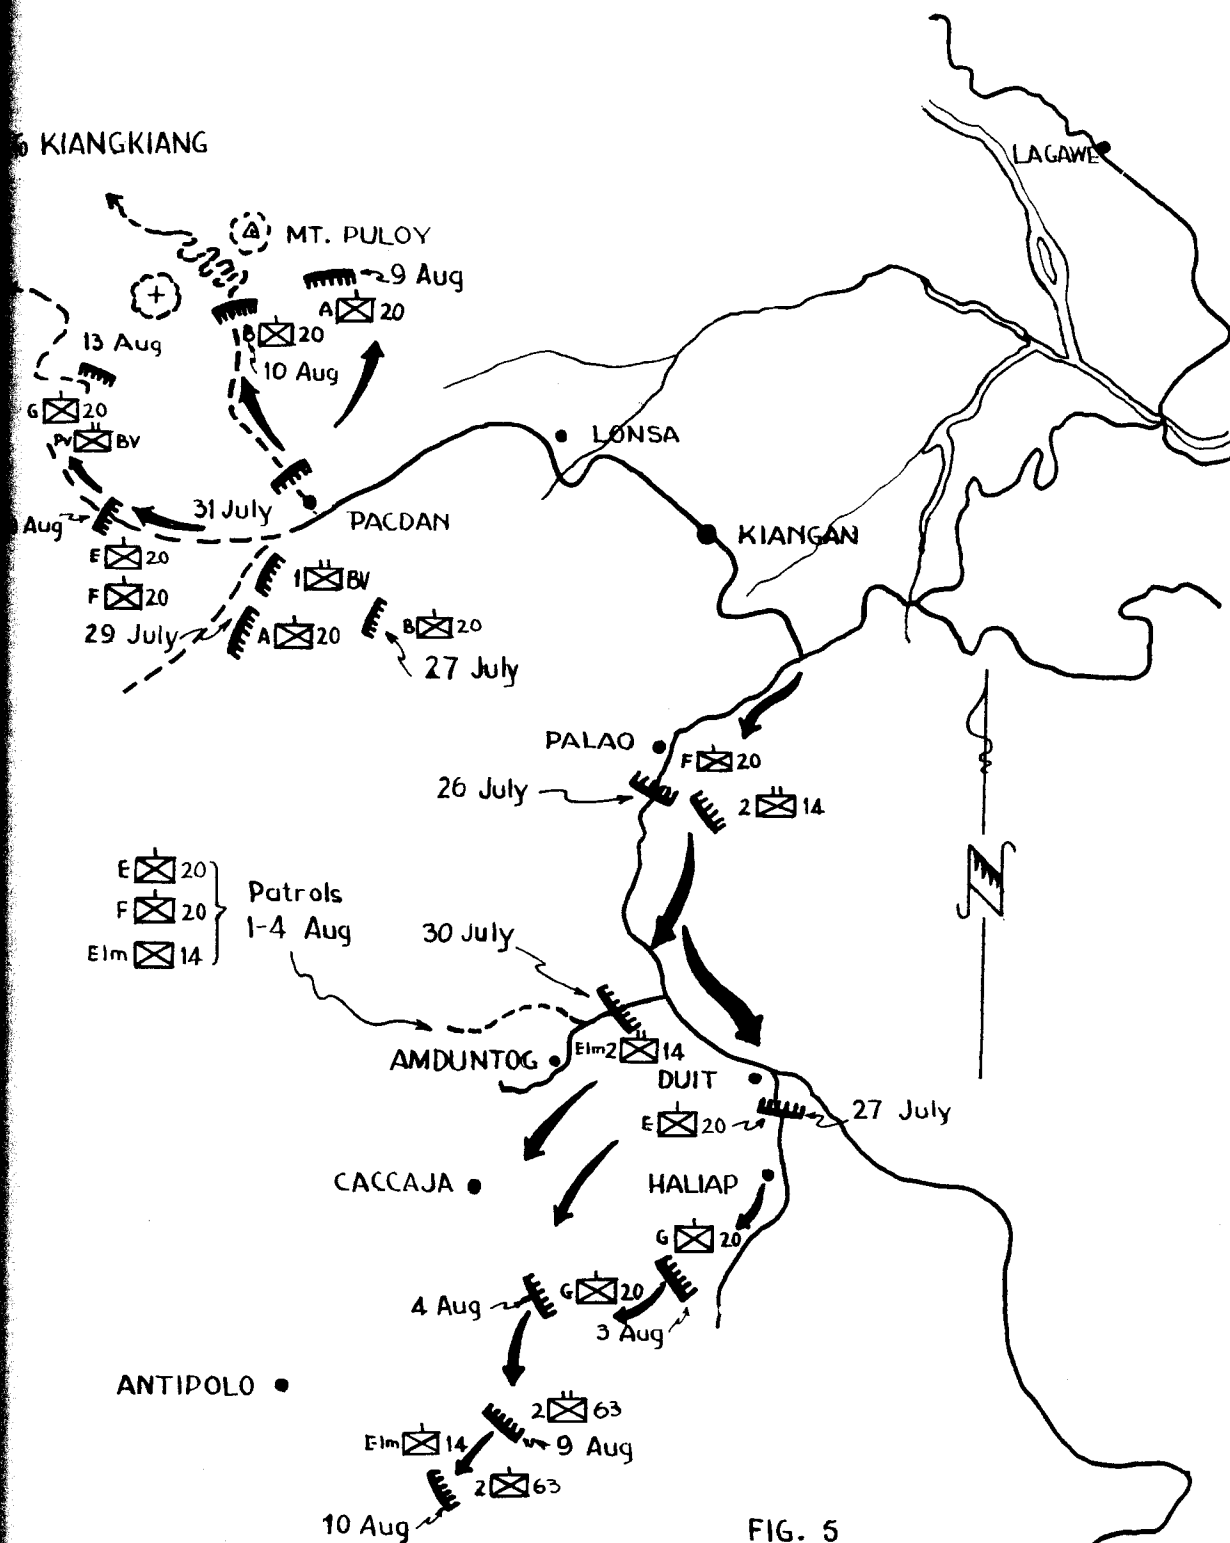 KIANGKIANG
LAGAWE
MT. PULOY
9 Aug
A 20
B 20
10 Aug
13 Aug
G 20
BV
LONSA
31 July
PACDAN
Aug
E 20
F 20
KIANGAN
1 BV
29 July
A 20
B 20
27 July
PALAO
F 20
26 July
2 14
E 20
F 20
Elm 14
Patrols
1-4 Aug
30 July
AMDUNTOG
Elm 2 14
DUIT
E 20
27 July
CACCAJA
HALIAP
G 20
4 Aug
G 20
3 Aug
ANTIPOLO
2 63
Elm 14
9 Aug
2 63
10 Aug
FIG. 5
N